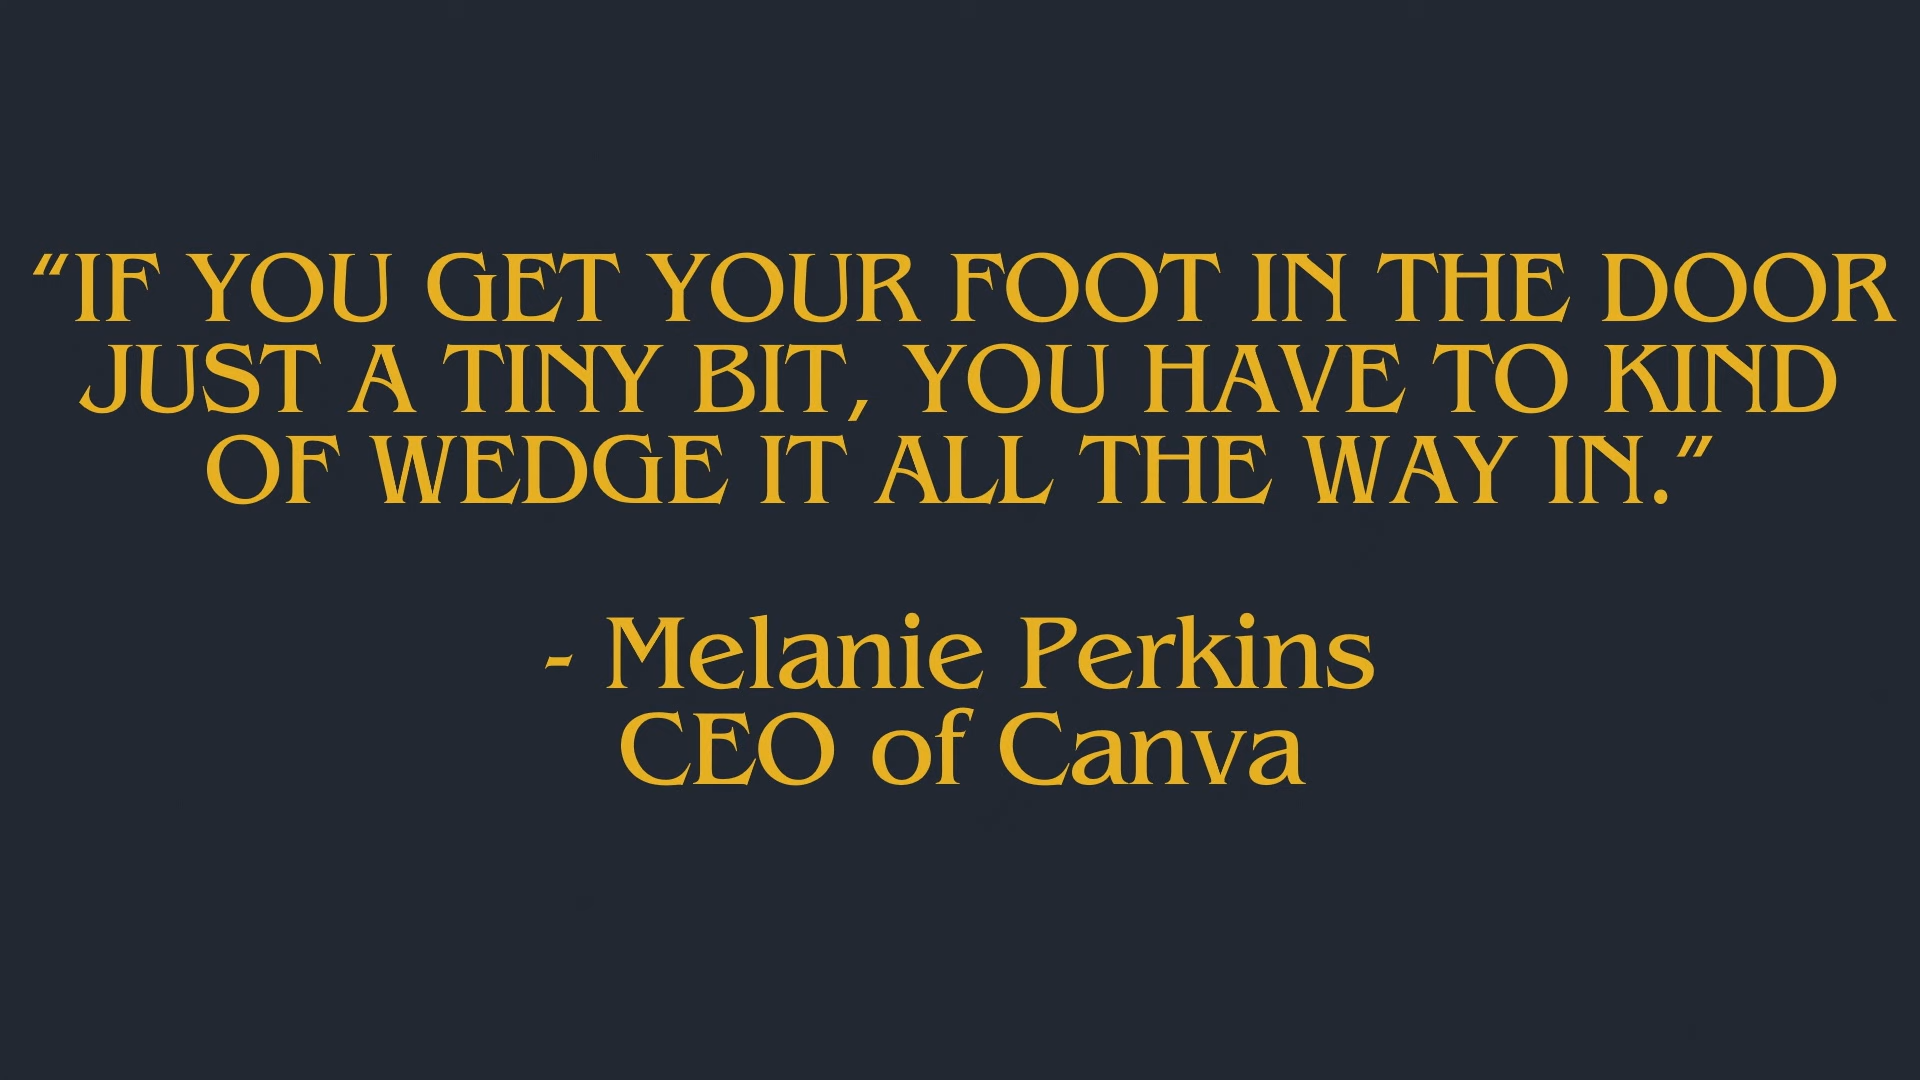 “IF YOU GET YOUR FOOT IN THE DOOR
JUST A TINY BIT, YOU HAVE TO KIND
OF WEDGE IT ALL THE WAY IN.”
- Melanie Perkins
CEO of Canva